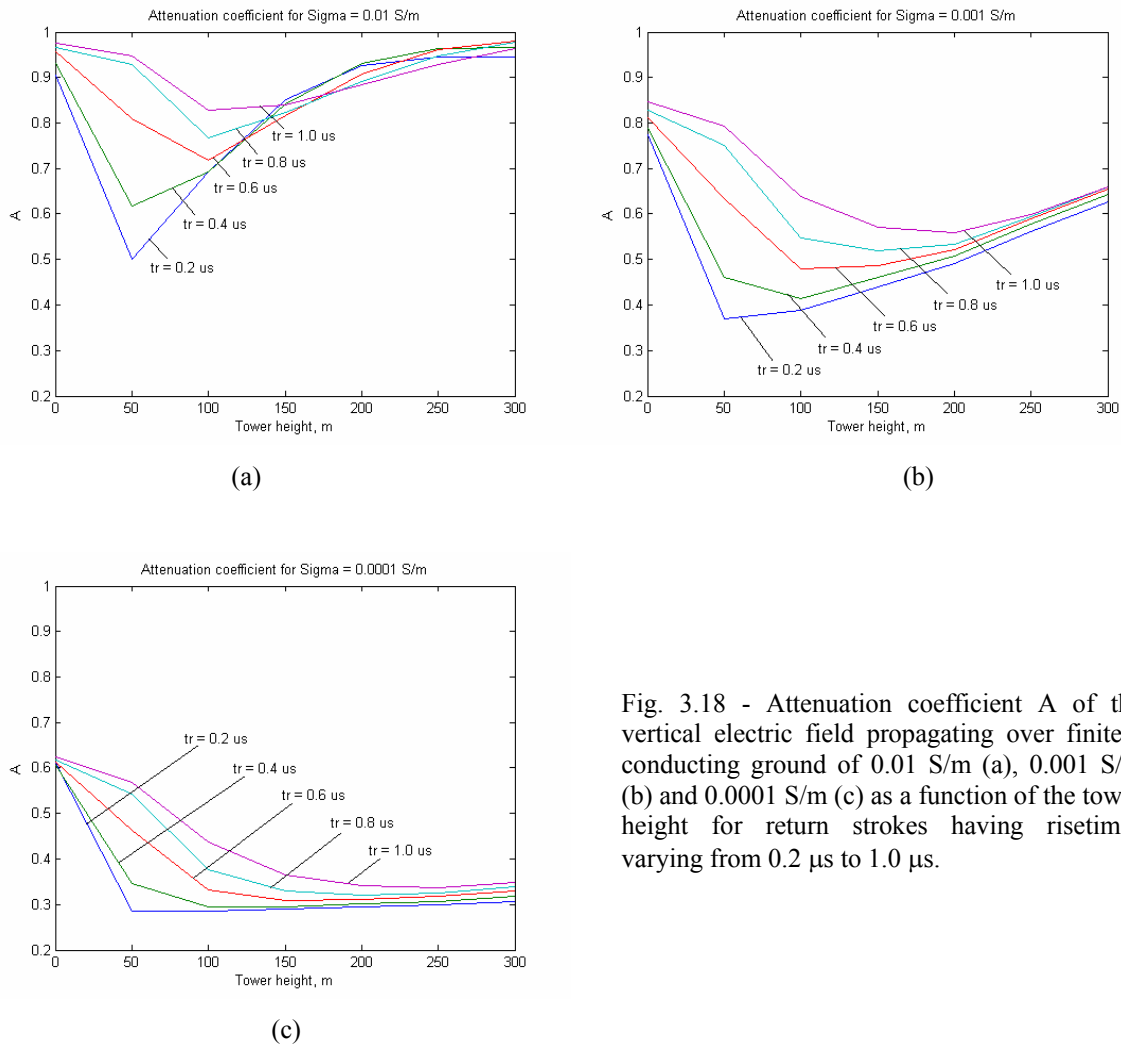 Attenuation coefficient for Sigma = 0.01 S/m
1
0.9
0.8
0.7
0.6
0.5
0.4
0.3
0.2
A
tr = 1.0 us
tr = 0.8 us
tr = 0.6 us
tr = 0.4 us
tr = 0.2 us
0 50 100 150 200 250 300
Tower height, m
(a)
Attenuation coefficient for Sigma = 0.001 S/m
1
0.9
0.8
0.7
0.6
0.5
0.4
0.3
0.2
A
tr = 1.0 us
tr = 0.8 us
tr = 0.6 us
tr = 0.4 us
tr = 0.2 us
0 50 100 150 200 250 300
Tower height, m
(b)
Attenuation coefficient for Sigma = 0.0001 S/m
1
0.9
0.8
0.7
0.6
0.5
0.4
0.3
0.2
A
tr = 0.2 us
tr = 0.4 us
tr = 0.6 us
tr = 0.8 us
tr = 1.0 us
0 50 100 150 200 250 300
Tower height, m
(c)
Fig. 3.18 - Attenuation coefficient A of th
vertical electric field propagating over finite
conducting ground of 0.01 S/m (a), 0.001 S/
(b) and 0.0001 S/m (c) as a function of the tow
height for return strokes having risetim
varying from 0.2 μs to 1.0 μs.